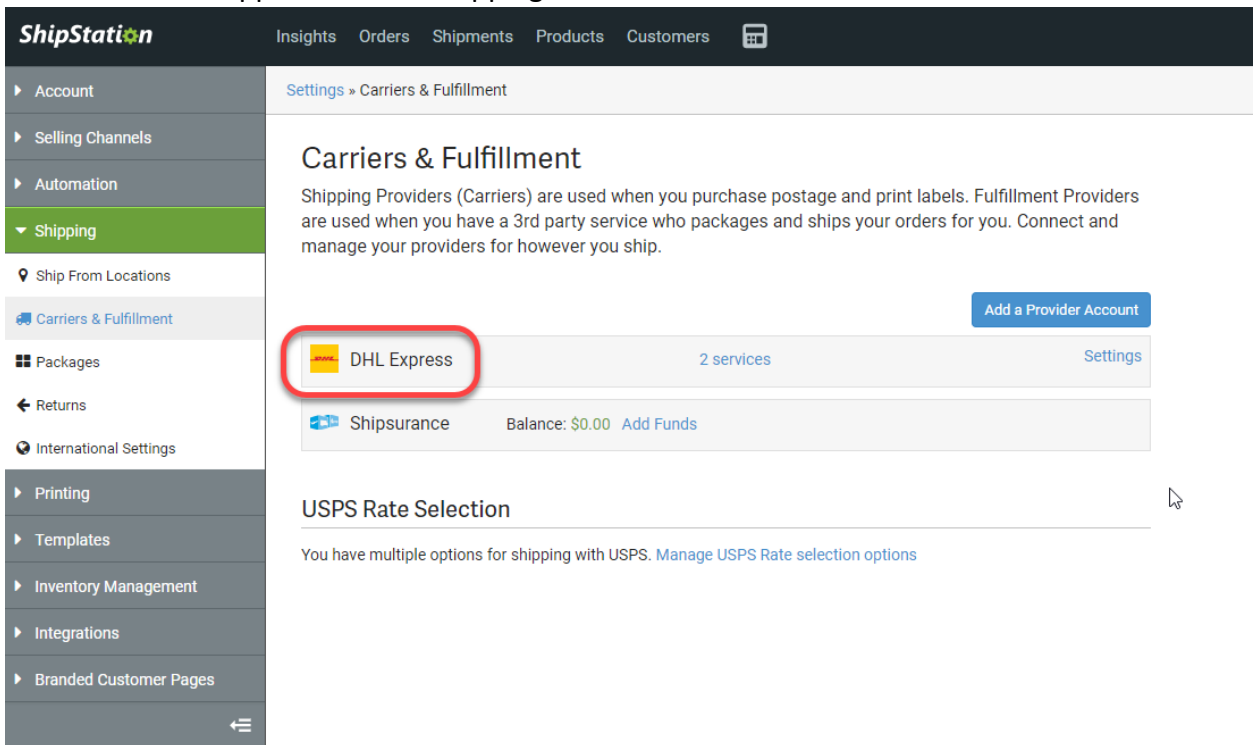 ShipStation
Insights Orders Shipments Products Customers
Account
Settings » Carriers & Fulfillment
Selling Channels
Automation
Shipping
Ship From Locations
Carriers & Fulfillment
Packages
Returns
International Settings
Printing
Templates
Inventory Management
Integrations
Branded Customer Pages
Carriers & Fulfillment
Shipping Providers (Carriers) are used when you purchase postage and print labels. Fulfillment Providers
are used when you have a 3rd party service who packages and ships your orders for you. Connect and
manage your providers for however you ship.
Add a Provider Account
DHL Express 2 services Settings
Shipsurance Balance: $0.00 Add Funds
USPS Rate Selection
You have multiple options for shipping with USPS. Manage USPS Rate selection options